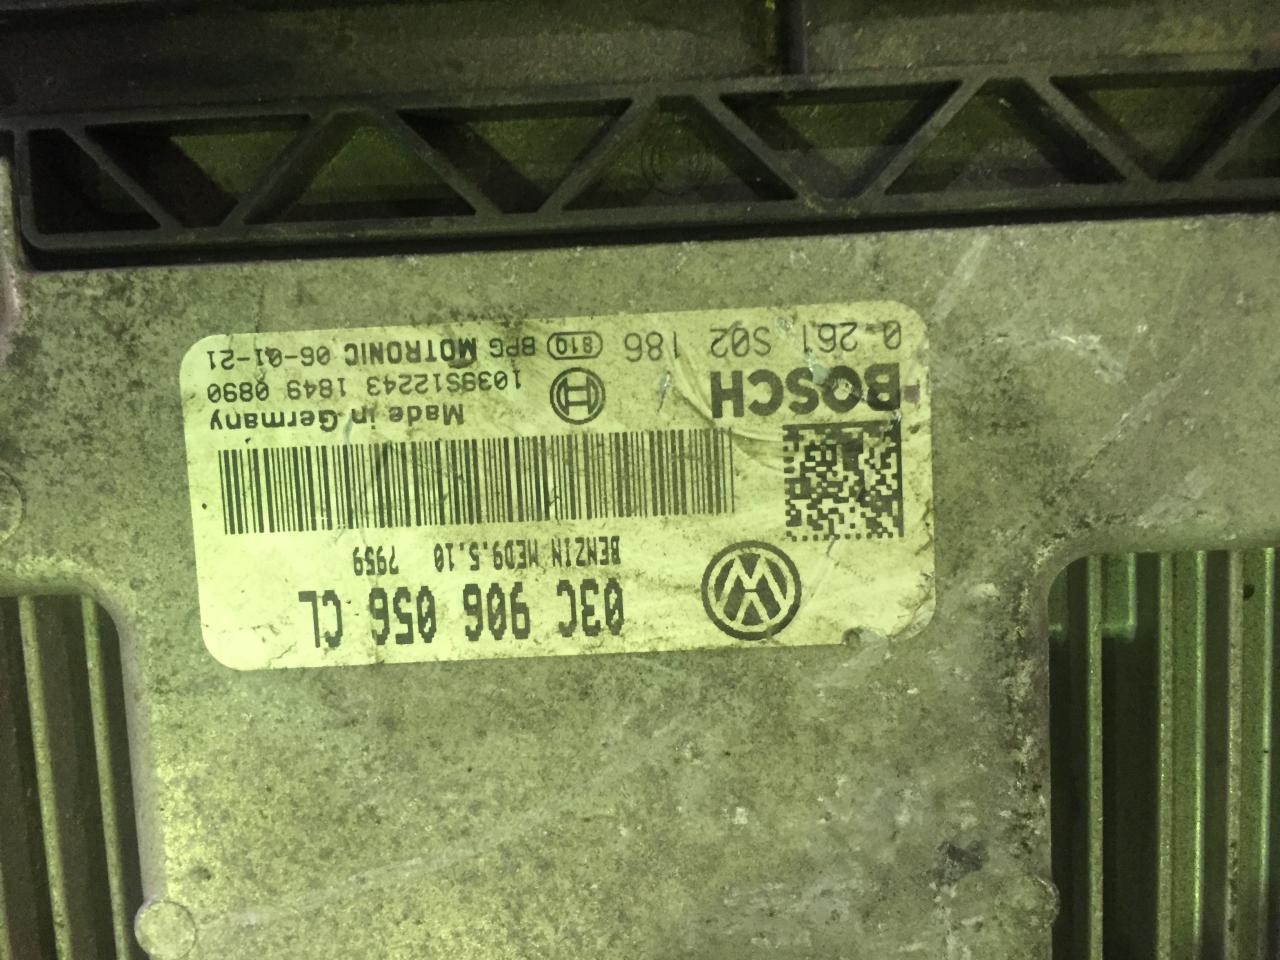 03C 906 056 CL
BENZIN MED9.5.10 7959
BOSCH
Made in Germany
1039S12243 1849 0890
0 261 S02 186
81Q BPG MOTRONIC 06-01-21